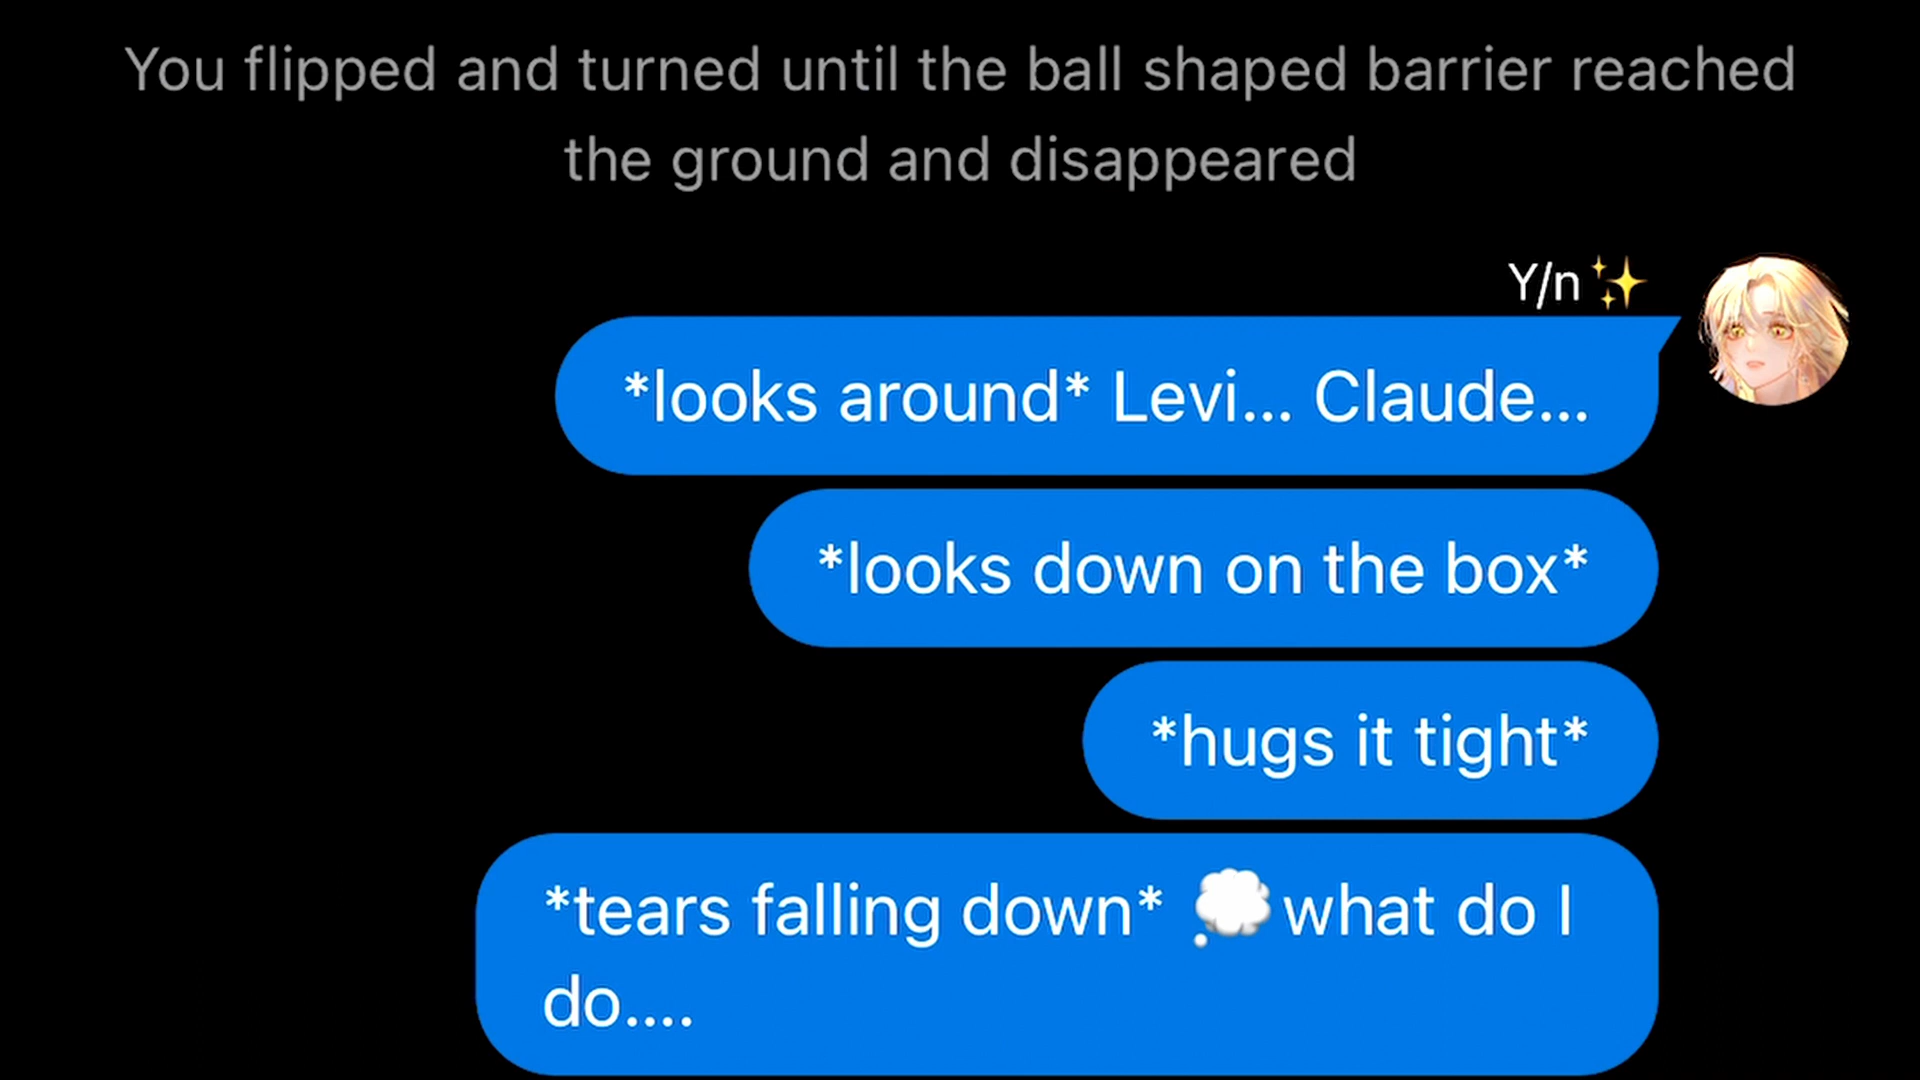 You flipped and turned until the ball shaped barrier reached
the ground and disappeared
Y/n✨
*looks around* Levi... Claude...
*looks down on the box*
*hugs it tight*
*tears falling down* 💭what do I
do....